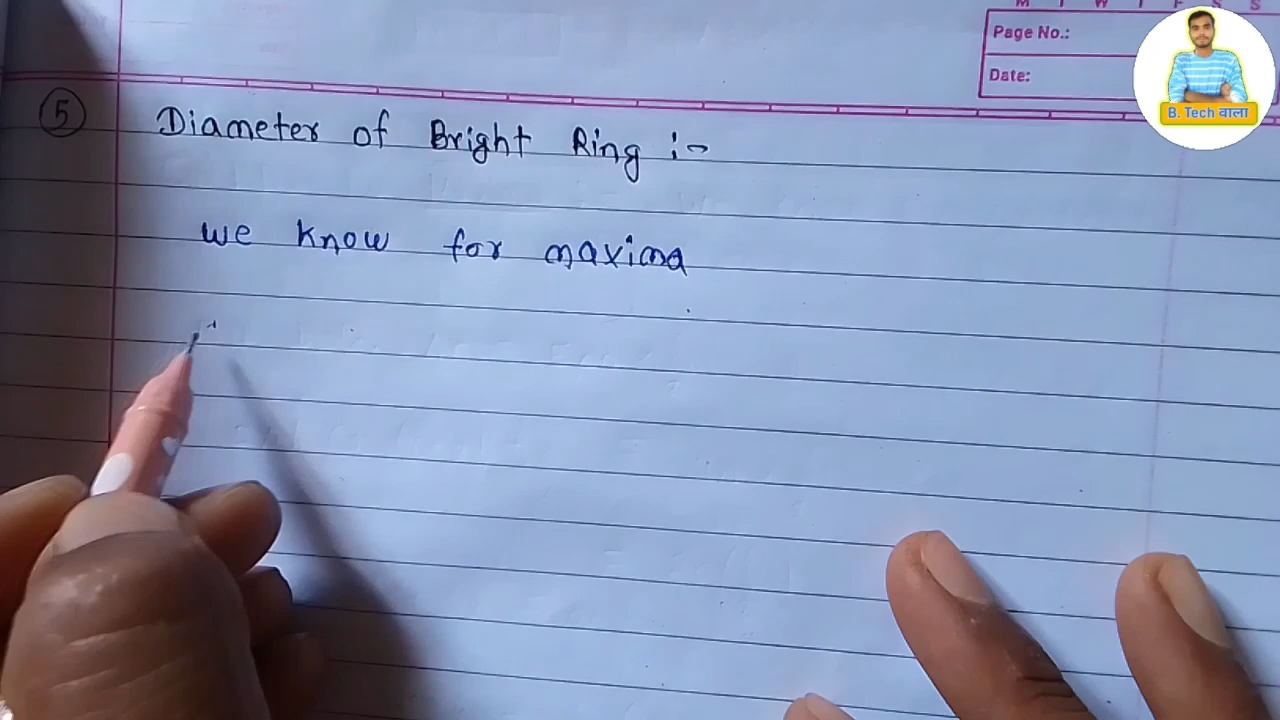 M T W T F S S
Page No.:
Date:
B. Tech वाला
5 Diameter of Bright Ring :-
we know for maxima